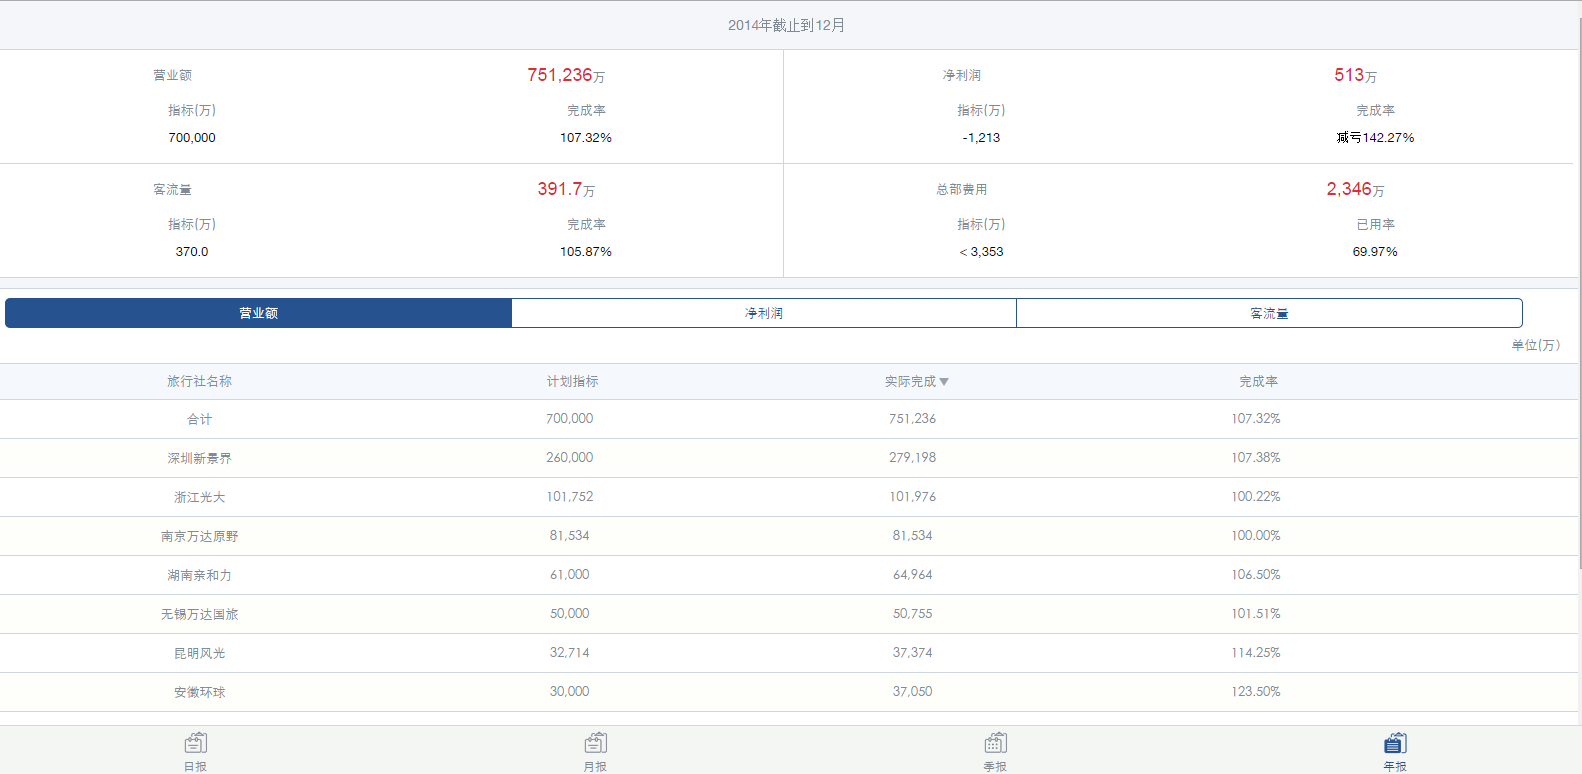 2014年截止到12月
营业额 751,236万 净利润 513万
指标(万) 完成率 指标(万) 完成率
700,000 107.32% -1,213 减亏142.27%
客流量 391.7万 总部费用 2,346万
指标(万) 完成率 指标(万) 已用率
370.0 105.87% < 3,353 69.97%
营业额 净利润 客流量
单位(万)
旅行社名称 计划指标 实际完成▼ 完成率
合计 700,000 751,236 107.32%
深圳新景界 260,000 279,198 107.38%
浙江光大 101,752 101,976 100.22%
南京万达原野 81,534 81,534 100.00%
湖南亲和力 61,000 64,964 106.50%
无锡万达国旅 50,000 50,755 101.51%
昆明风光 32,714 37,374 114.25%
安徽环球 30,000 37,050 123.50%
日报 月报 季报 年报